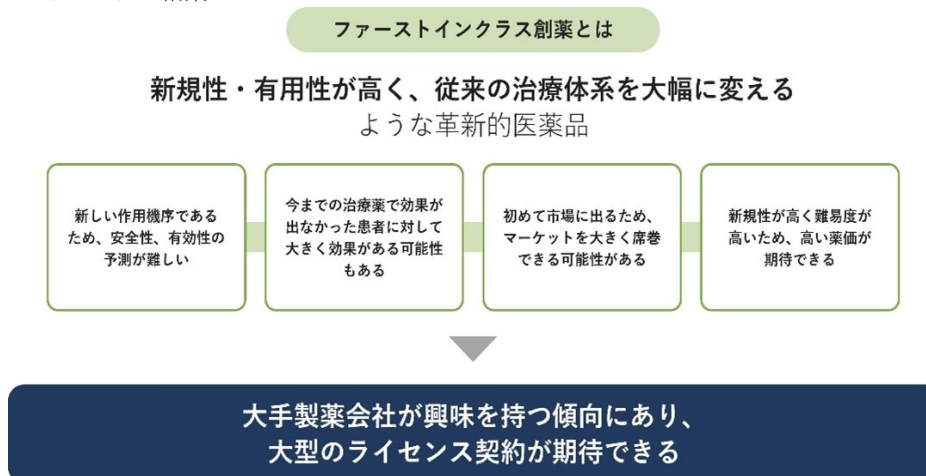 ファーストインクラス創薬とは
新規性・有用性が高く、従来の治療体系を大幅に変える
ような革新的医薬品
新しい作用機序である
ため、安全性、有効性の
予測が難しい
今までの治療薬で効果が
出なかった患者に対して
大きく効果がある可能性
もある
初めて市場に出るため、
マーケットを大きく席巻
できる可能性がある
新規性が高く難易度が
高いため、高い薬価が
期待できる
大手製薬会社が興味を持つ傾向にあり、
大型のライセンス契約が期待できる